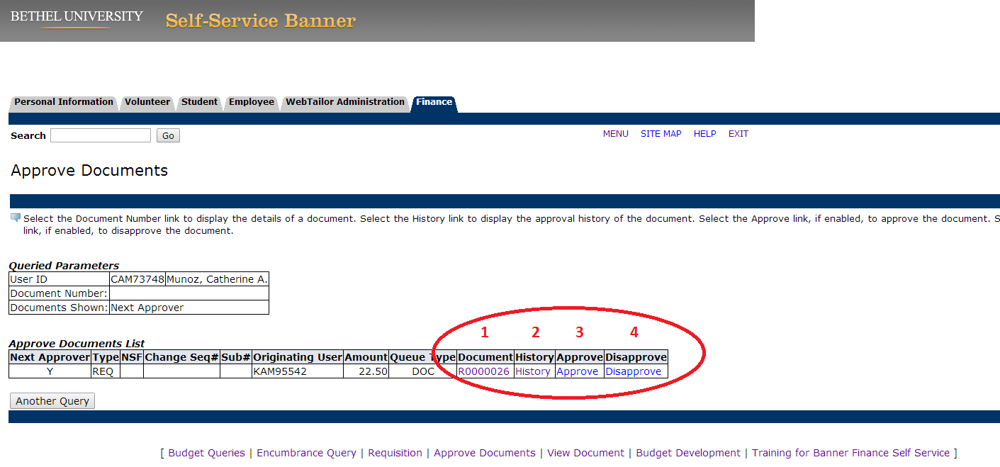 BETHEL UNIVERSITY Self-Service Banner
Personal Information Volunteer Student Employee WebTailor Administration Finance
Search Go MENU SITE MAP HELP EXIT
Approve Documents
Select the Document Number link to display the details of a document. Select the History link to display the approval history of the document. Select the Approve link, if enabled, to approve the document. S
link, if enabled, to disapprove the document.
Queried Parameters
User ID CAM73748 Munoz, Catherine A.
Document Number:
Documents Shown: Next Approver
1 2 3 4
Approve Documents List
Next Approver Type NSF Change Seq# Sub# Originating User Amount Queue Type Document History Approve Disapprove
Y REQ KAM95542 22.50 DOC R0000026 History Approve Disapprove
Another Query
[ Budget Queries | Encumbrance Query | Requisition | Approve Documents | View Document | Budget Development | Training for Banner Finance Self Service ]